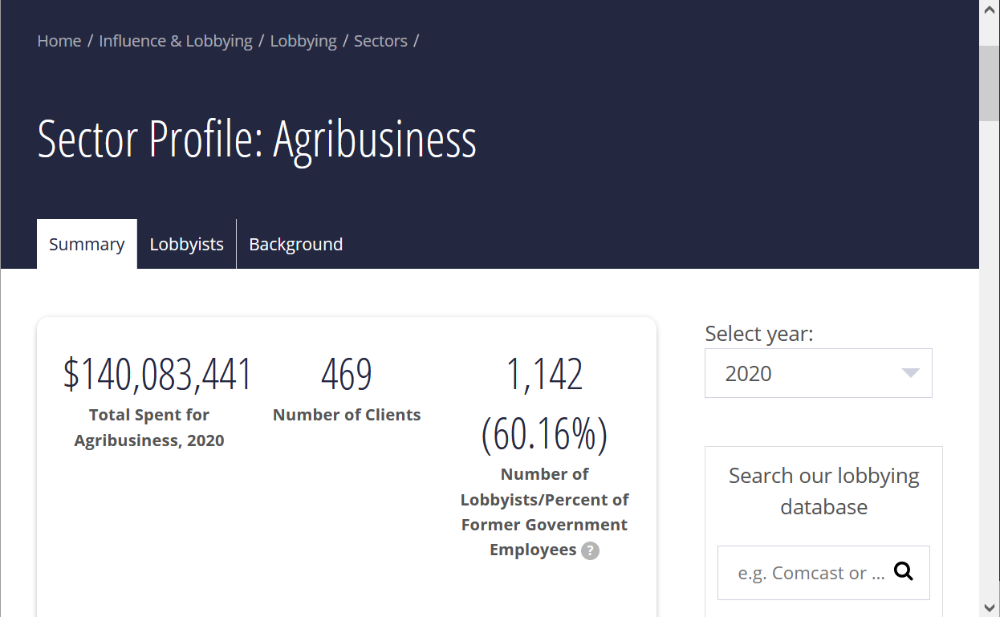 Home / Influence & Lobbying / Lobbying / Sectors /
Sector Profile: Agribusiness
Summary
Lobbyists
Background
$140,083,441
Total Spent for
Agribusiness, 2020
469
Number of Clients
1,142
(60.16%)
Number of
Lobbyists/Percent of
Former Government
Employees ?
Select year:
2020
Search our lobbying
database
e.g. Comcast or ...